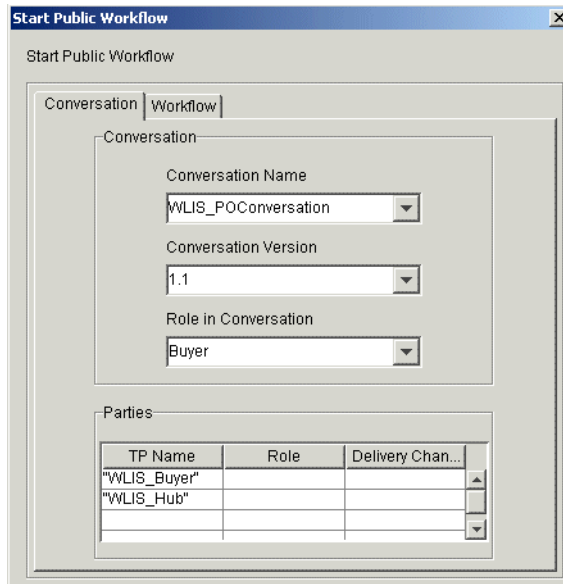 Start Public Workflow
Start Public Workflow
Conversation Workflow
Conversation
Conversation Name
WLIS_POConversation
Conversation Version
1.1
Role in Conversation
Buyer
Parties
TP Name Role Delivery Chan...
"WLIS_Buyer"
"WLIS_Hub"